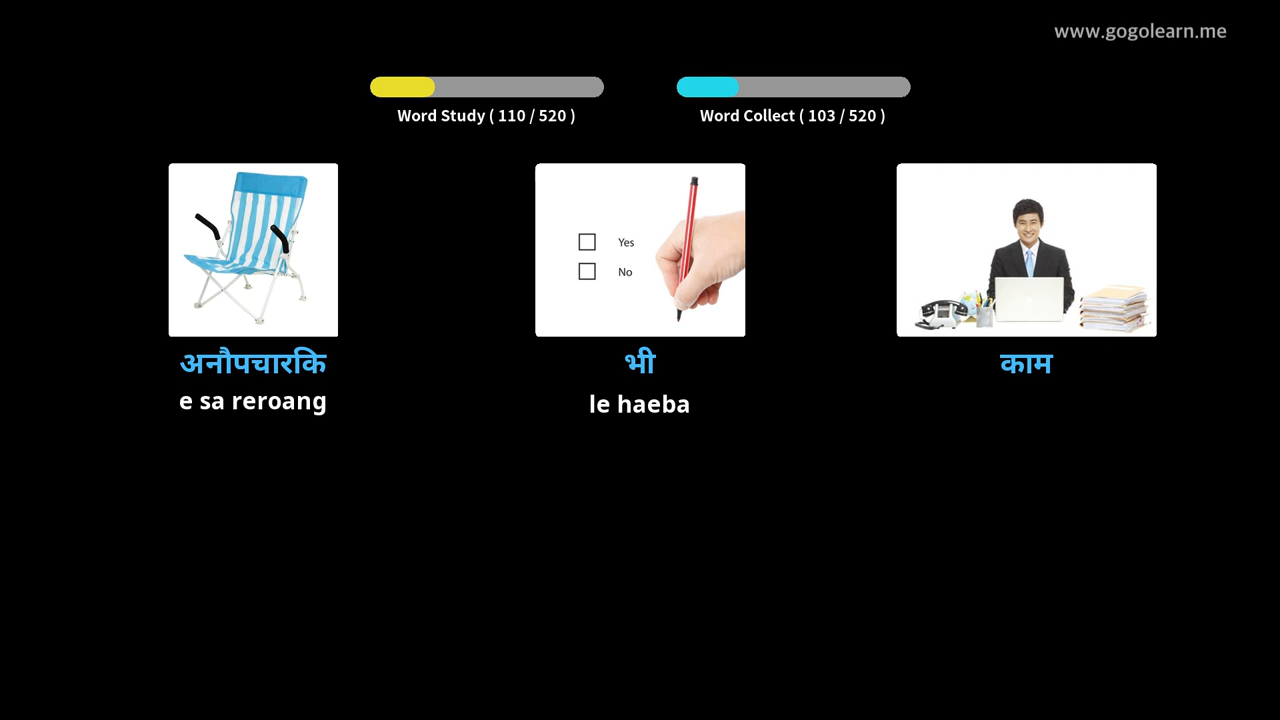 www.gogolearn.me
Word Study ( 110 / 520 )
Word Collect ( 103 / 520 )
Yes
No
अनौपचारकि
भी
काम
e sa reroang
le haeba